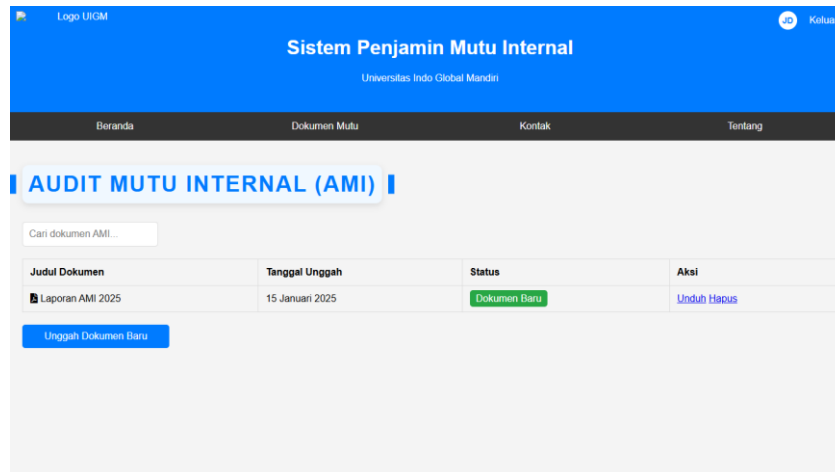 Logo UIGM
JD Kelua
Sistem Penjamin Mutu Internal
Universitas Indo Global Mandiri
Beranda Dokumen Mutu Kontak Tentang
AUDIT MUTU INTERNAL (AMI)
Cari dokumen AMI...
Judul Dokumen Tanggal Unggah Status Aksi
Laporan AMI 2025 15 Januari 2025 Dokumen Baru Unduh Hapus
Unggah Dokumen Baru